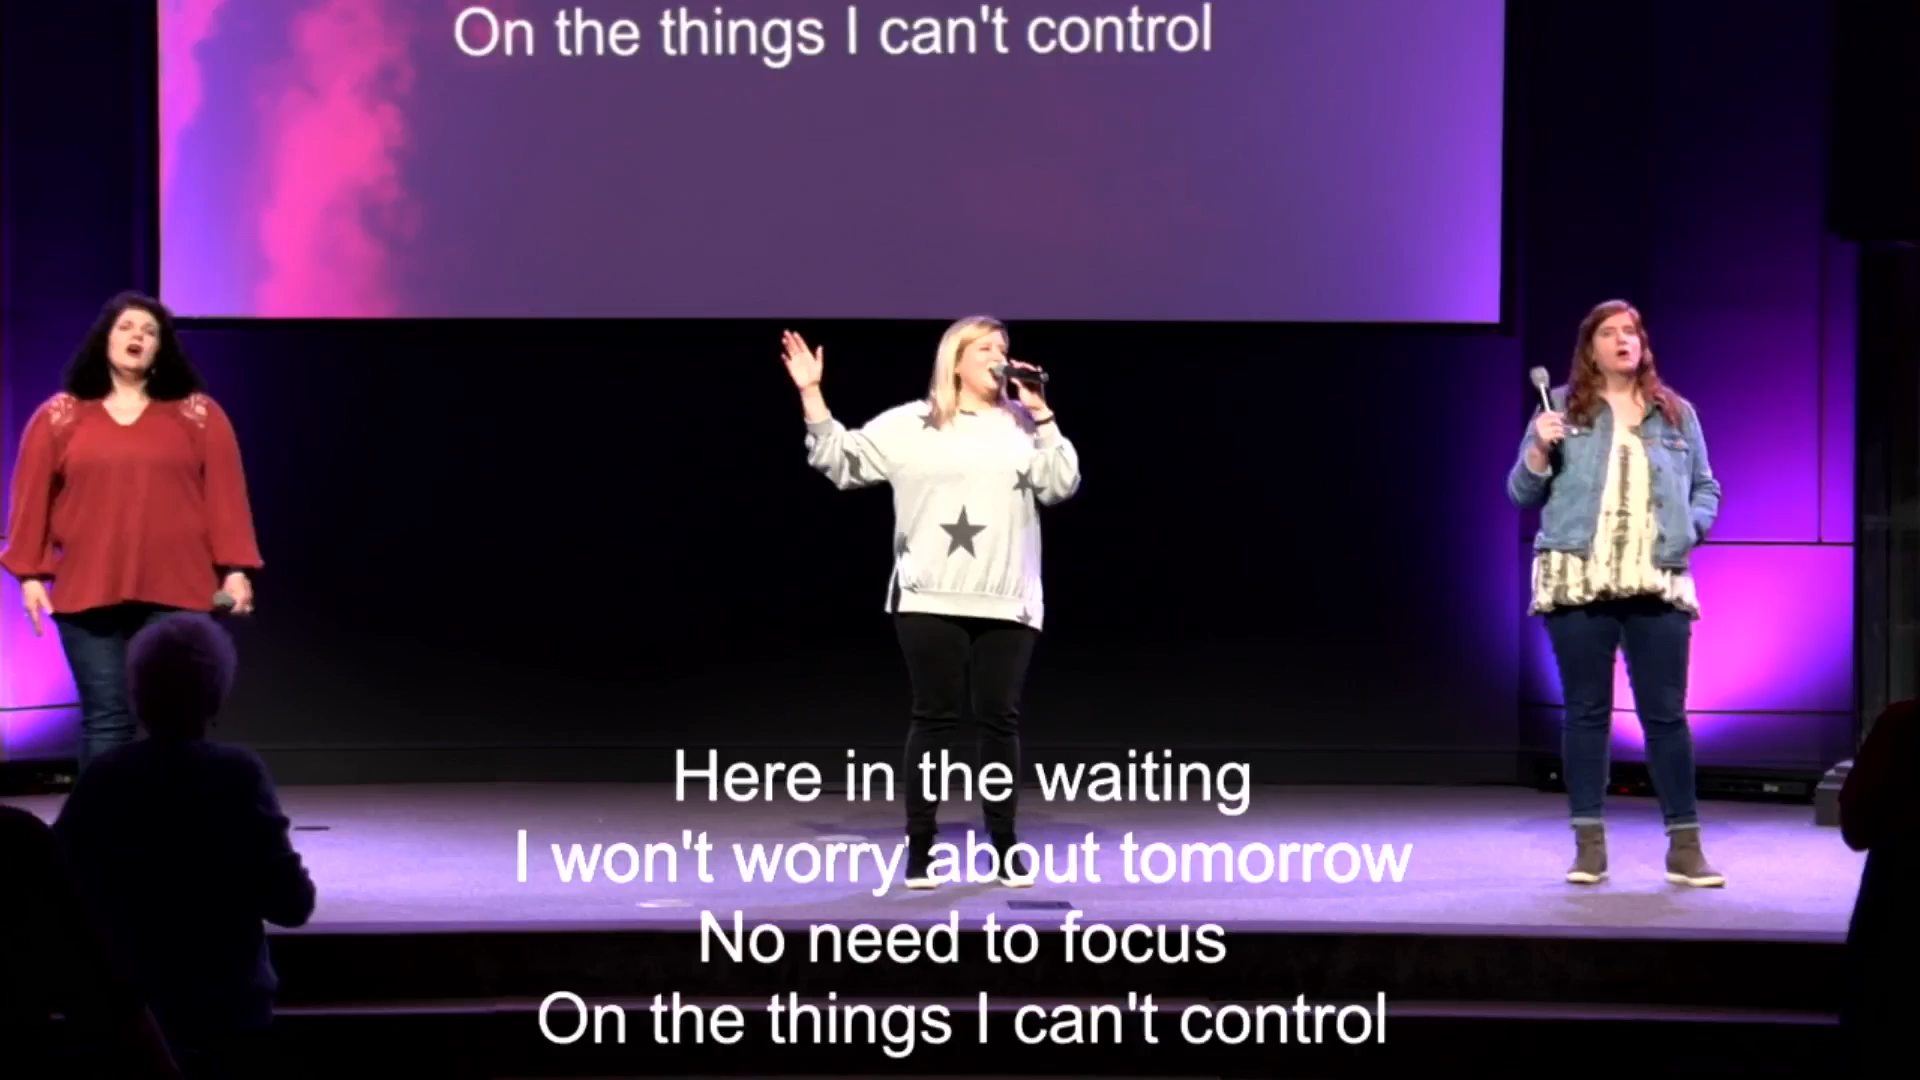 On the things I can't control
Here in the waiting
I won't worry about tomorrow
No need to focus
On the things I can't control